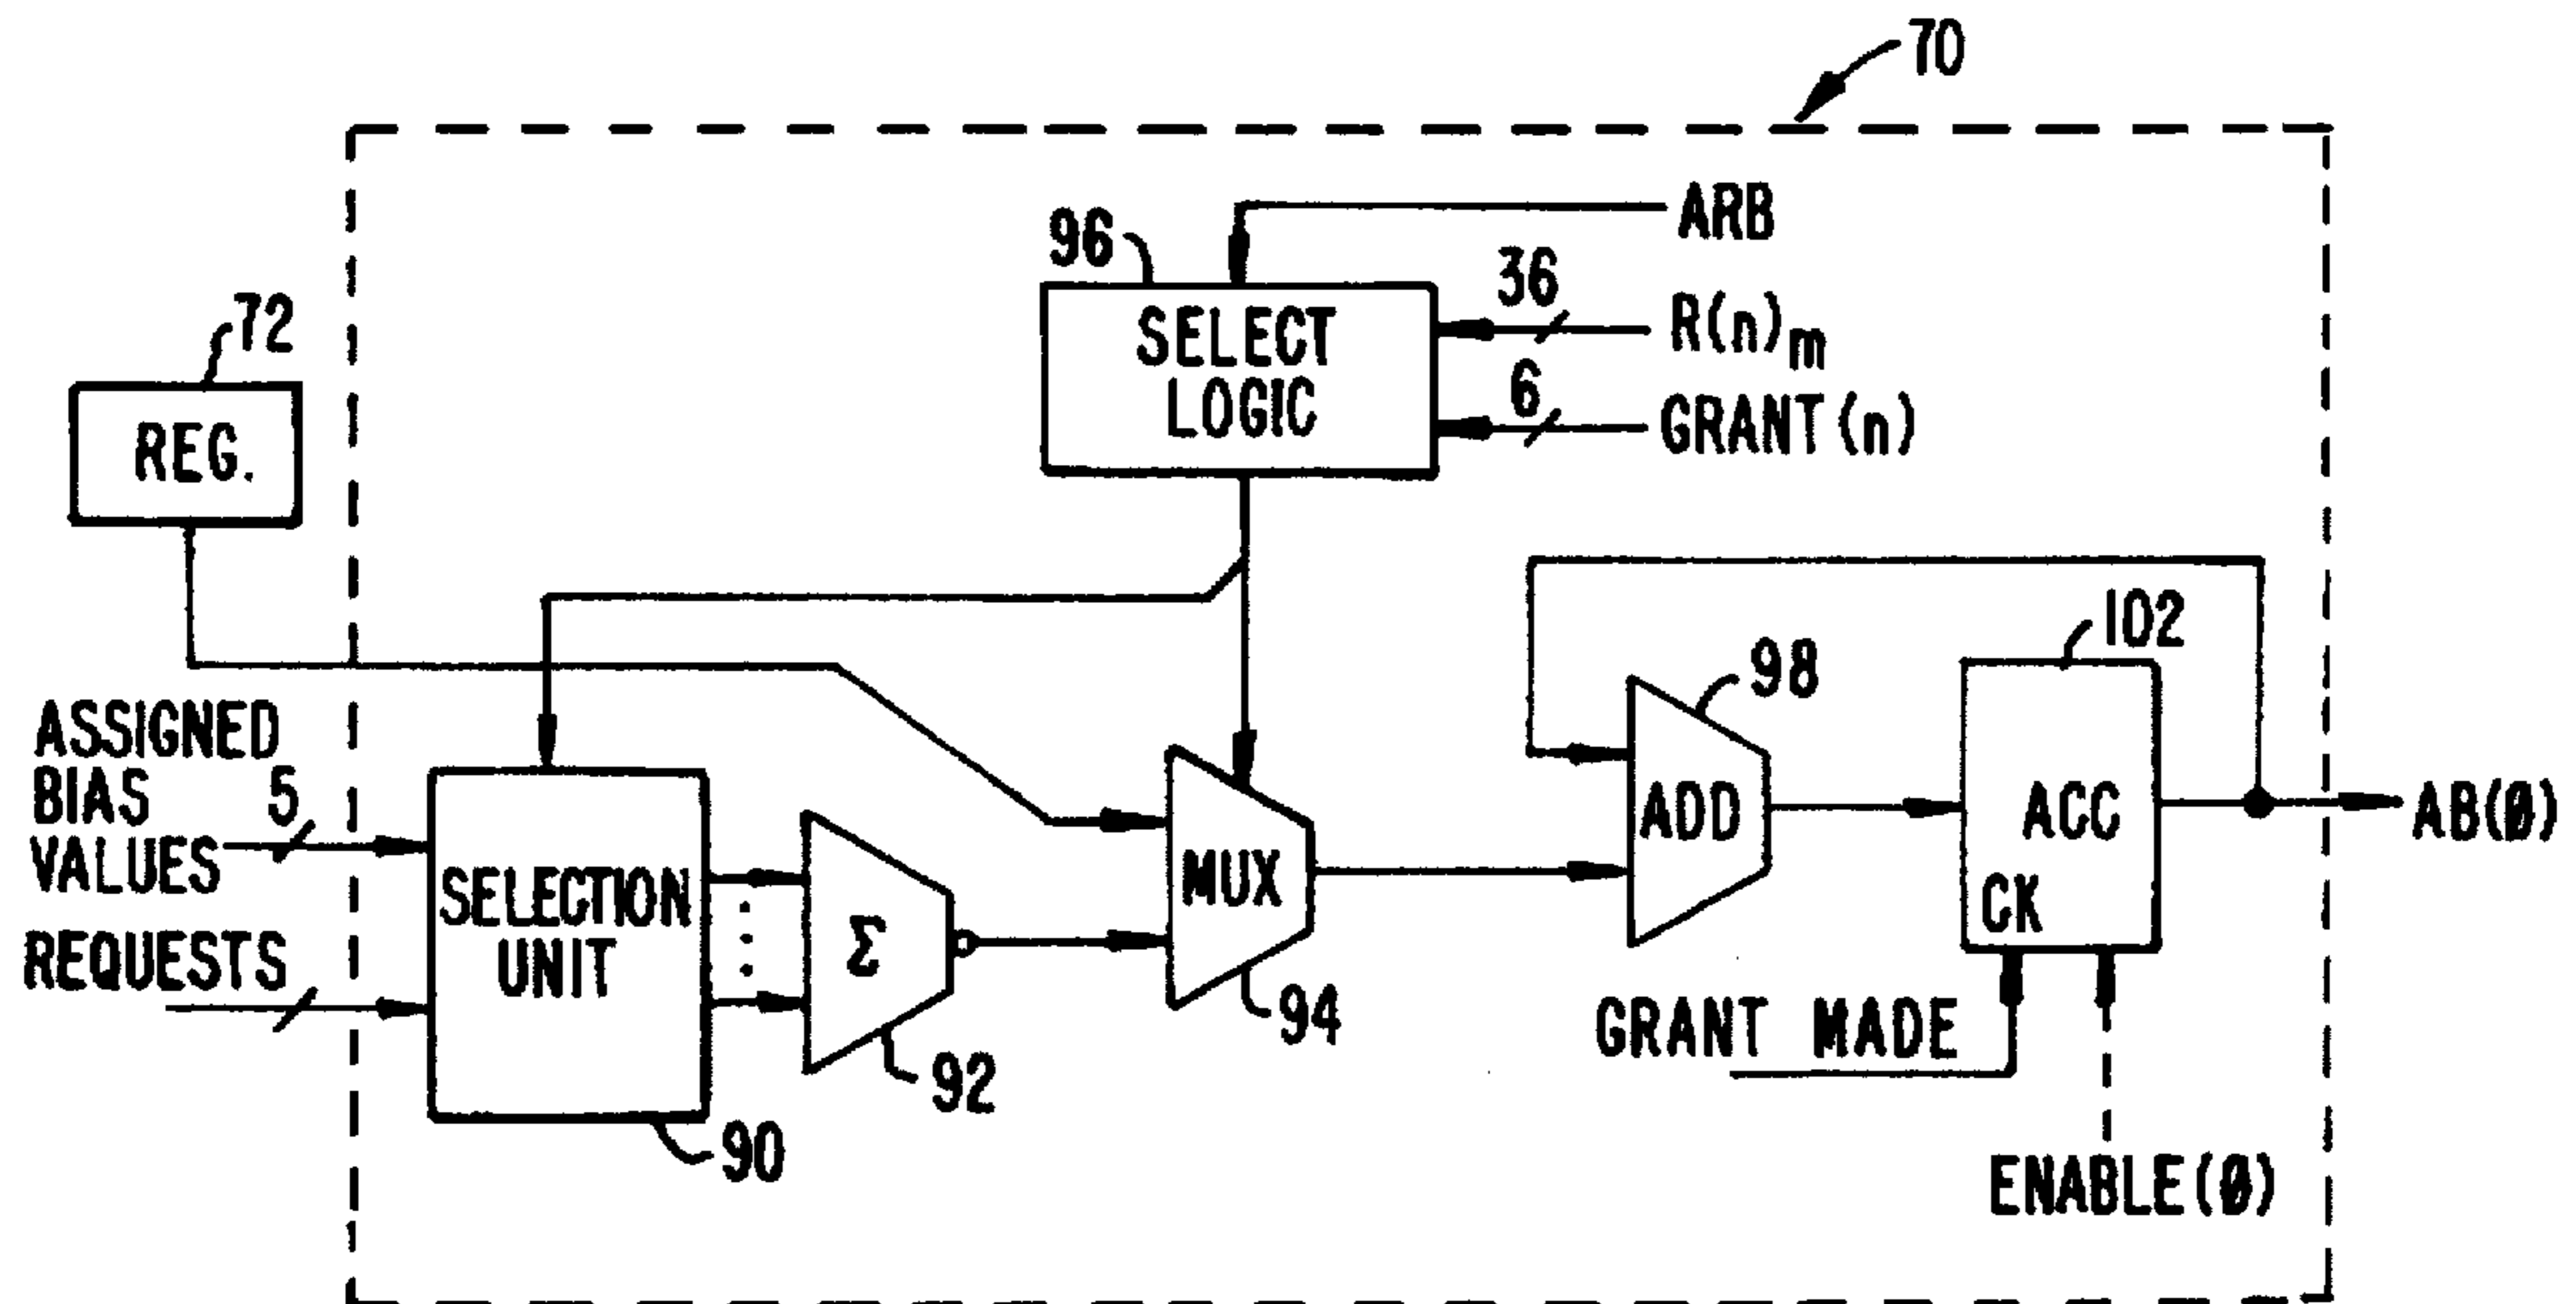 70
ARB
96
36
R(n)m
SELECT
LOGIC
6
GRANT(n)
72
REG.
102
98
ASSIGNED
BIAS
VALUES
5
REQUESTS
SELECTION
UNIT
Σ
MUX
ADD
ACC
CK
AB(Ø)
94
92
90
GRANT MADE
ENABLE(Ø)